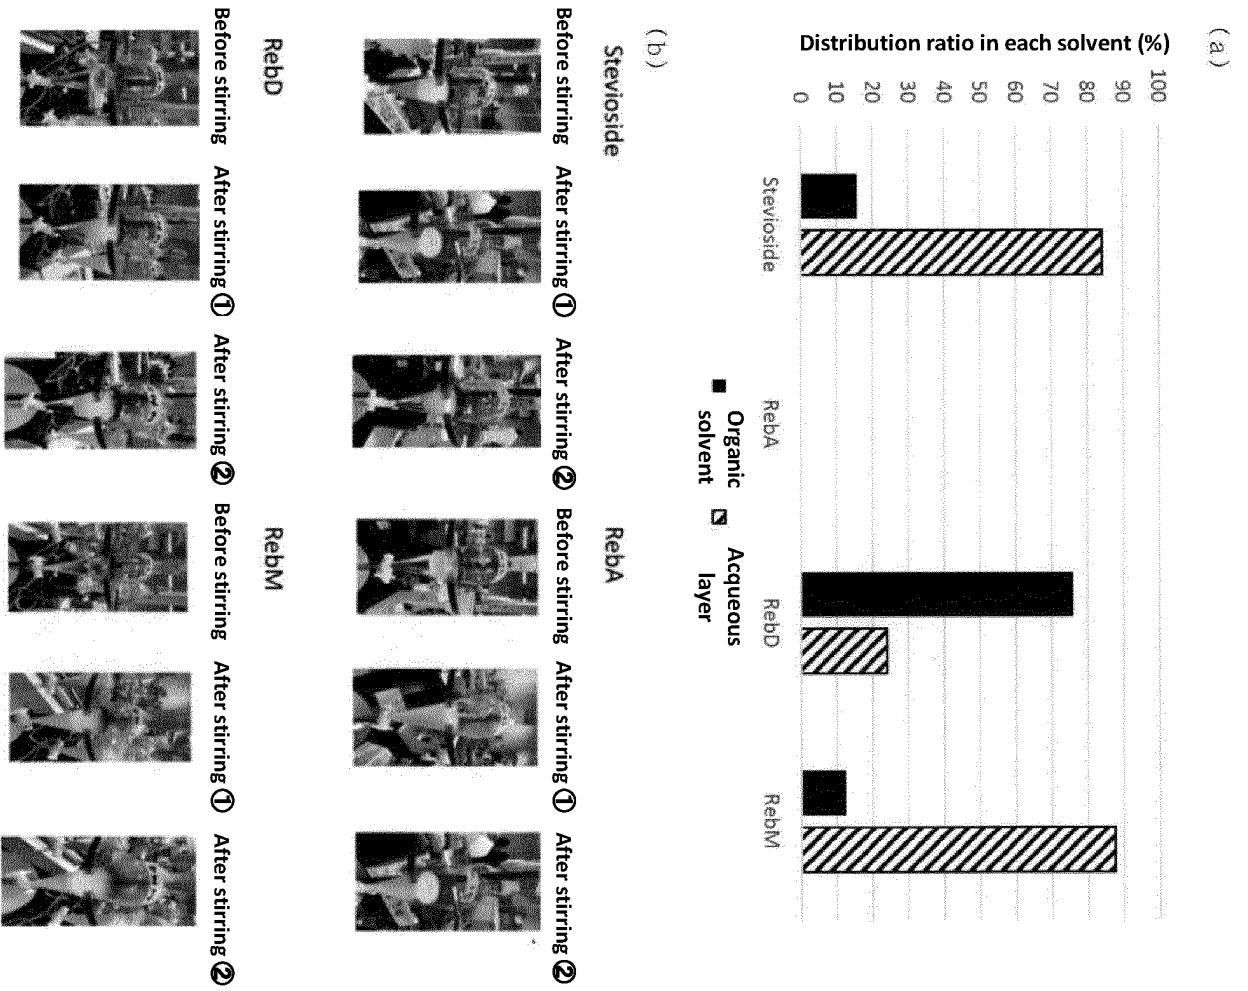 (a)
Distribution ratio in each solvent (%)
100
90
80
70
60
50
40
30
20
10
0
Stevioside
RebA
RebD
RebM
Organic solvent
Acqueous layer
(b)
Stevioside
RebA
Before stirring
After stirring ①
After stirring ②
Before stirring
After stirring ①
After stirring ②
RebD
RebM
Before stirring
After stirring ①
After stirring ②
Before stirring
After stirring ①
After stirring ②